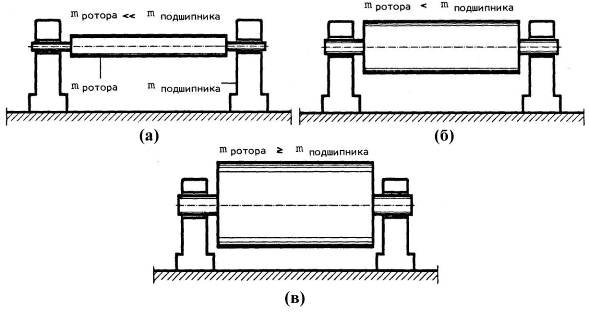 m ротора << m подшипника
m ротора m подшипника
(а)
m ротора < m подшипника
(б)
m ротора ≥ m подшипника
(в)